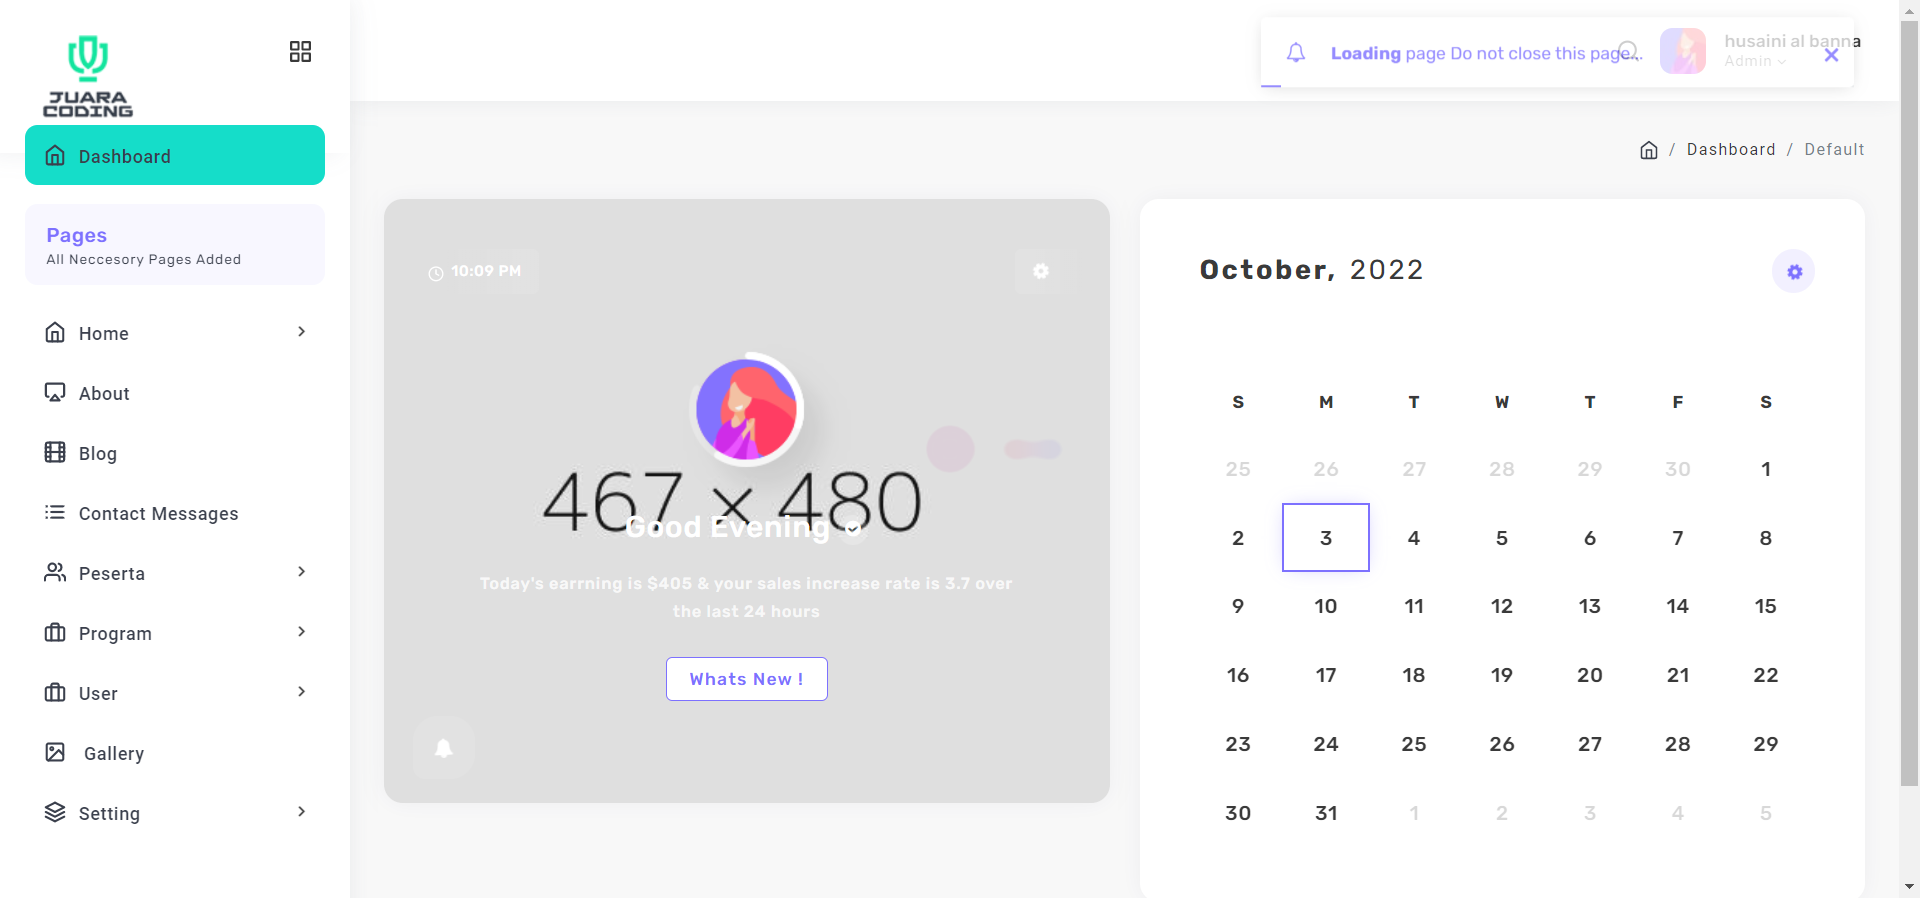 JUARA
CODING
Dashboard
Pages
All Neccesory Pages Added
Home
About
Blog
Contact Messages
Peserta
Program
User
Gallery
Setting
Loading page Do not close this page...
husaini al banna
Admin
/ Dashboard / Default
10:09 PM
467 × 480
Good Evening
Today's earrning is $405 & your sales increase rate is 3.7 over
the last 24 hours
Whats New !
October, 2022
S M T W T F S
25 26 27 28 29 30 1
2 3 4 5 6 7 8
9 10 11 12 13 14 15
16 17 18 19 20 21 22
23 24 25 26 27 28 29
30 31 1 2 3 4 5